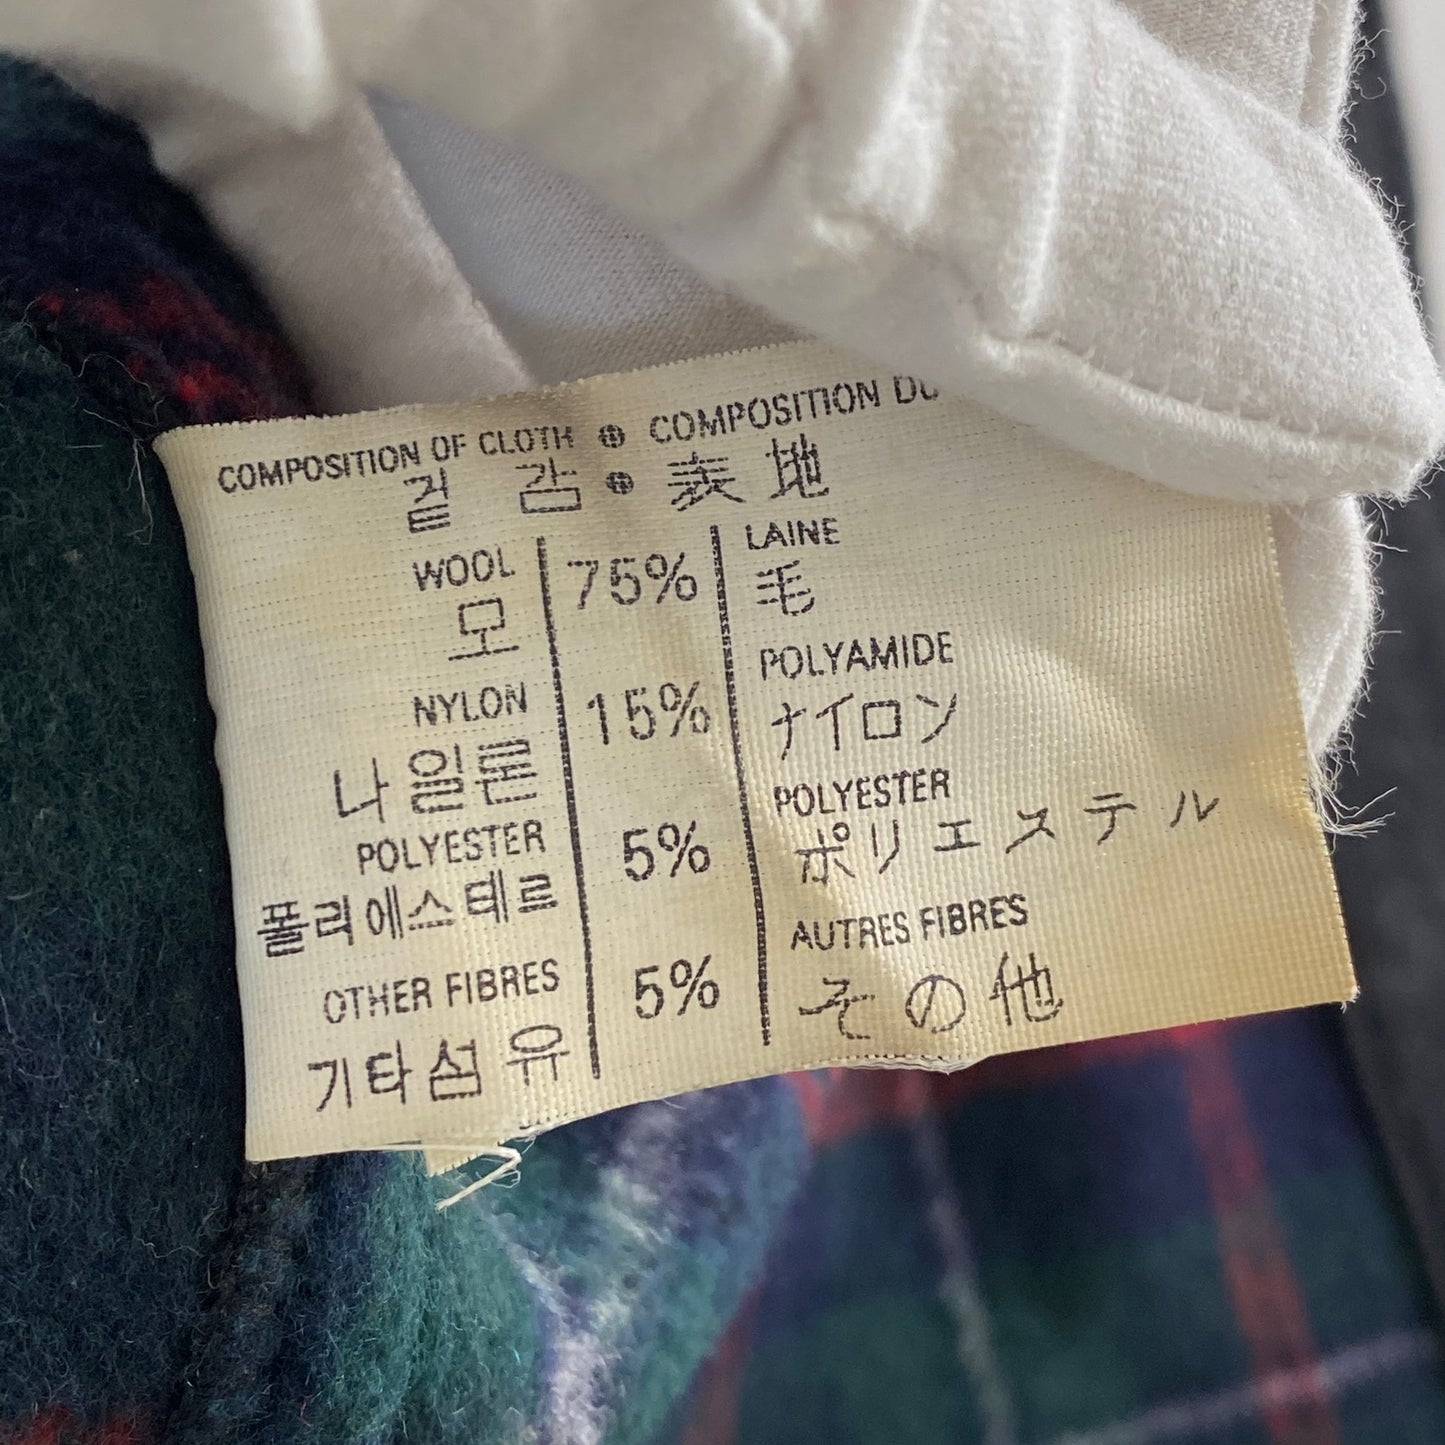 COMPOSITION OF CLOTH • COMPOSITION DU
겉 감 • 表 地
WOOL 75% LAINE
모 毛
NYLON 15% POLYAMIDE
나일론 ナイロン
POLYESTER 5% POLYESTER
폴리에스테르 ポリエステル
OTHER FIBRES 5% AUTRES FIBRES
기타섬유 その他